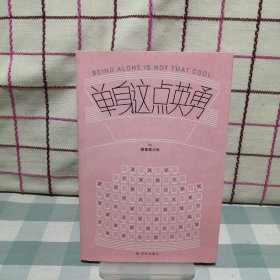 BEING ALONE IS NOT THAT COOL.
单身这点英勇
by